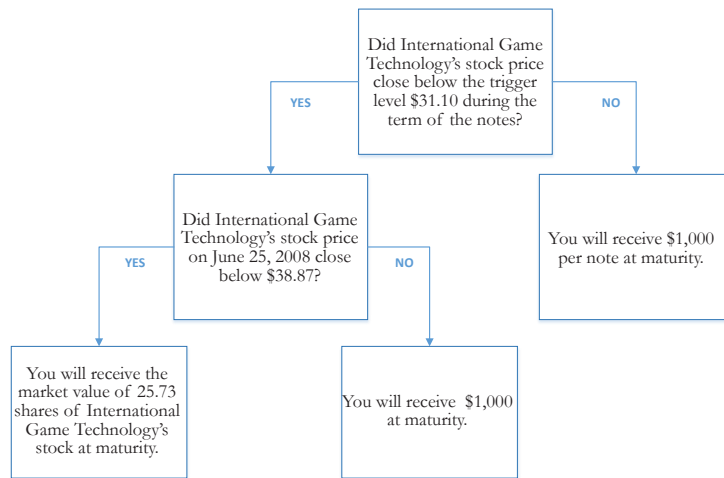 Did International Game
Technology's stock price
close below the trigger
level $31.10 during the
term of the notes?
YES
NO
Did International Game
Technology's stock price
on June 25, 2008 close
below $38.87?
You will receive $1,000
per note at maturity.
YES
NO
You will receive the
market value of 25.73
shares of International
Game Technology's
stock at maturity.
You will receive $1,000
at maturity.